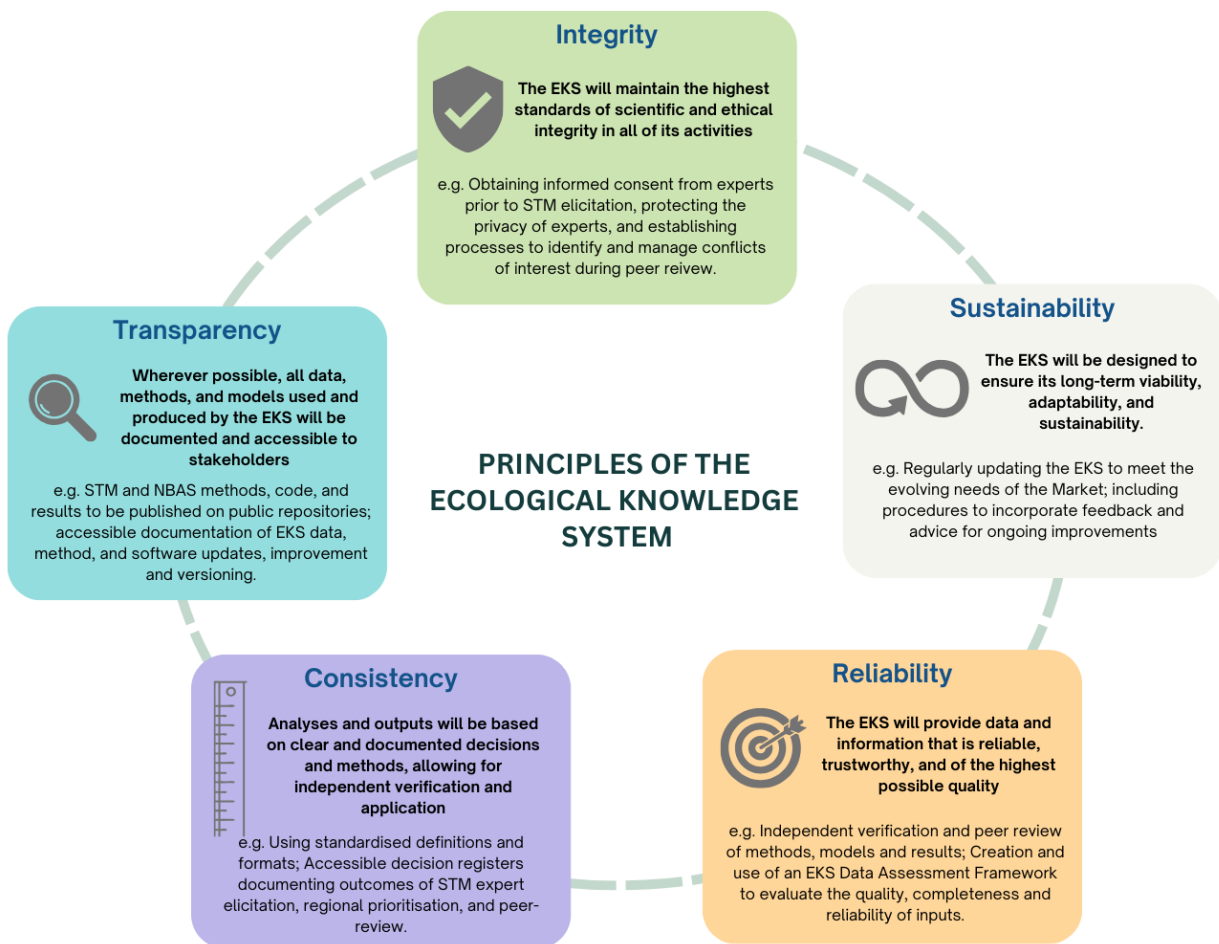 Integrity
The EKS will maintain the highest
standards of scientific and ethical
integrity in all of its activities
e.g. Obtaining informed consent from experts
prior to STM elicitation, protecting the
privacy of experts, and establishing
processes to identify and manage conflicts
of interest during peer reivew.
Transparency
Wherever possible, all data,
methods, and models used and
produced by the EKS will be
documented and accessible to
stakeholders
e.g. STM and NBAS methods, code, and
results to be published on public repositories;
accessible documentation of EKS data,
method, and software updates, improvement
and versioning.
PRINCIPLES OF THE
ECOLOGICAL KNOWLEDGE
SYSTEM
Sustainability
The EKS will be designed to
ensure its long-term viability,
adaptability, and
sustainability.
e.g. Regularly updating the EKS to meet the
evolving needs of the Market; including
procedures to incorporate feedback and
advice for ongoing improvements
Consistency
Analyses and outputs will be based
on clear and documented decisions
and methods, allowing for
independent verification and
application
e.g. Using standardised definitions and
formats; Accessible decision registers
documenting outcomes of STM expert
elicitation, regional prioritisation, and peer-
review.
Reliability
The EKS will provide data and
information that is reliable,
trustworthy, and of the highest
possible quality
e.g. Independent verification and peer review
of methods, models and results; Creation and
use of an EKS Data Assessment Framework
to evaluate the quality, completeness and
reliability of inputs.